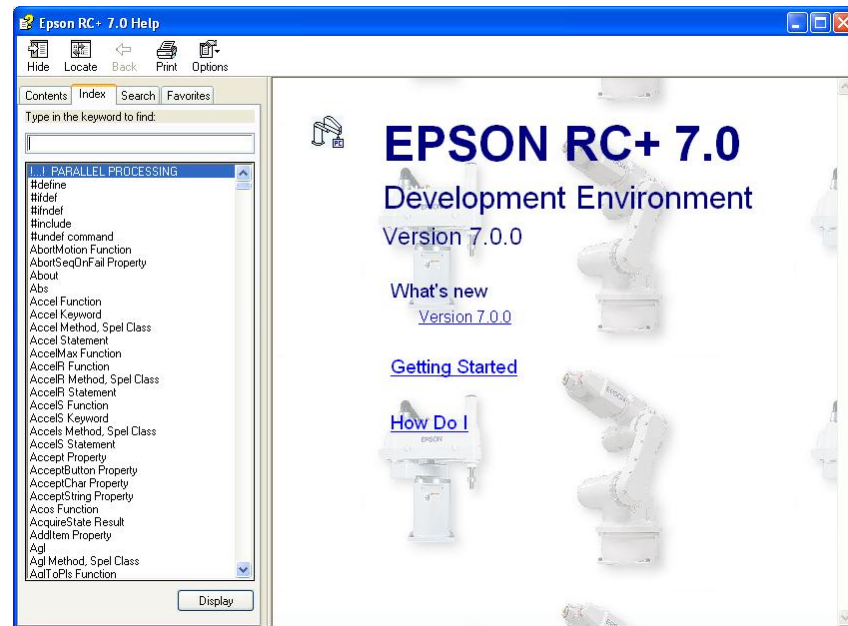 Epson RC+ 7.0 Help
Hide Locate Back Print Options
Contents Index Search Favorites
Type in the keyword to find:
!...! PARALLEL PROCESSING
#define
#ifdef
#ifndef
#include
#undef command
AbortMotion Function
AbortSeqOnFail Property
About
Abs
Accel Function
Accel Keyword
Accel Method, Spel Class
Accel Statement
AccelMax Function
AccelR Function
AccelR Method, Spel Class
AccelR Statement
AccelS Function
AccelS Keyword
Accels Method, Spel Class
AccelS Statement
Accept Property
AcceptButton Property
AcceptChar Property
AcceptString Property
Acos Function
AcquireState Result
AddItem Property
Agl
Agl Method, Spel Class
AglToPls Function
Display
EPSON RC+ 7.0
Development Environment
Version 7.0.0
What's new
Version 7.0.0
Getting Started
How Do I
EPSON